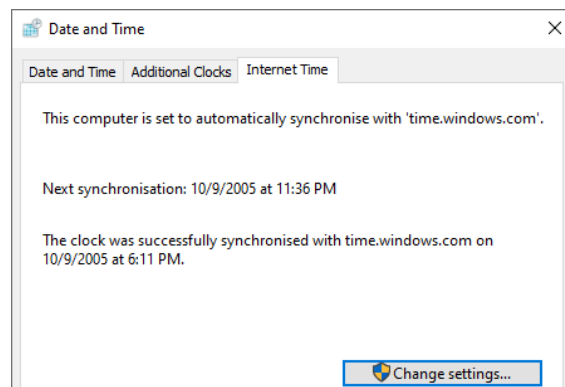 Date and Time
Date and Time Additional Clocks Internet Time
This computer is set to automatically synchronise with 'time.windows.com'.
Next synchronisation: 10/9/2005 at 11:36 PM
The clock was successfully synchronised with time.windows.com on
10/9/2005 at 6:11 PM.
Change settings...